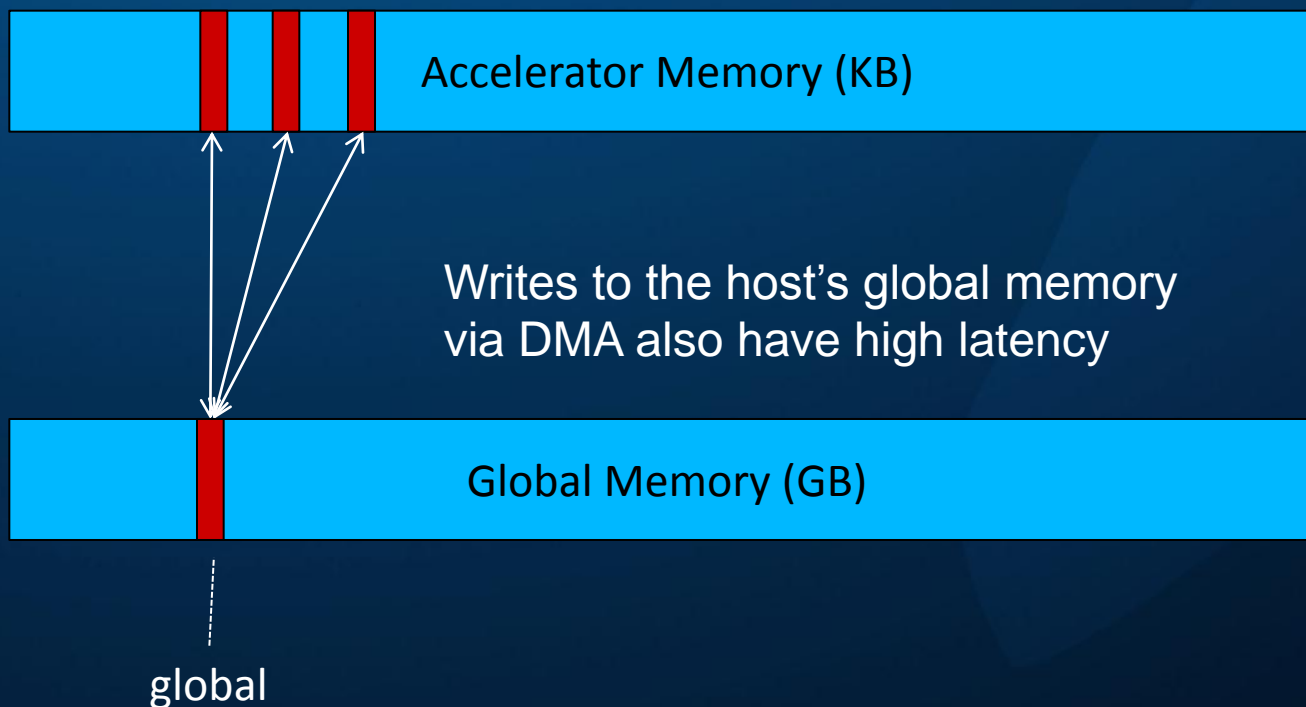 Accelerator Memory (KB)
Writes to the host’s global memory
via DMA also have high latency
Global Memory (GB)
global